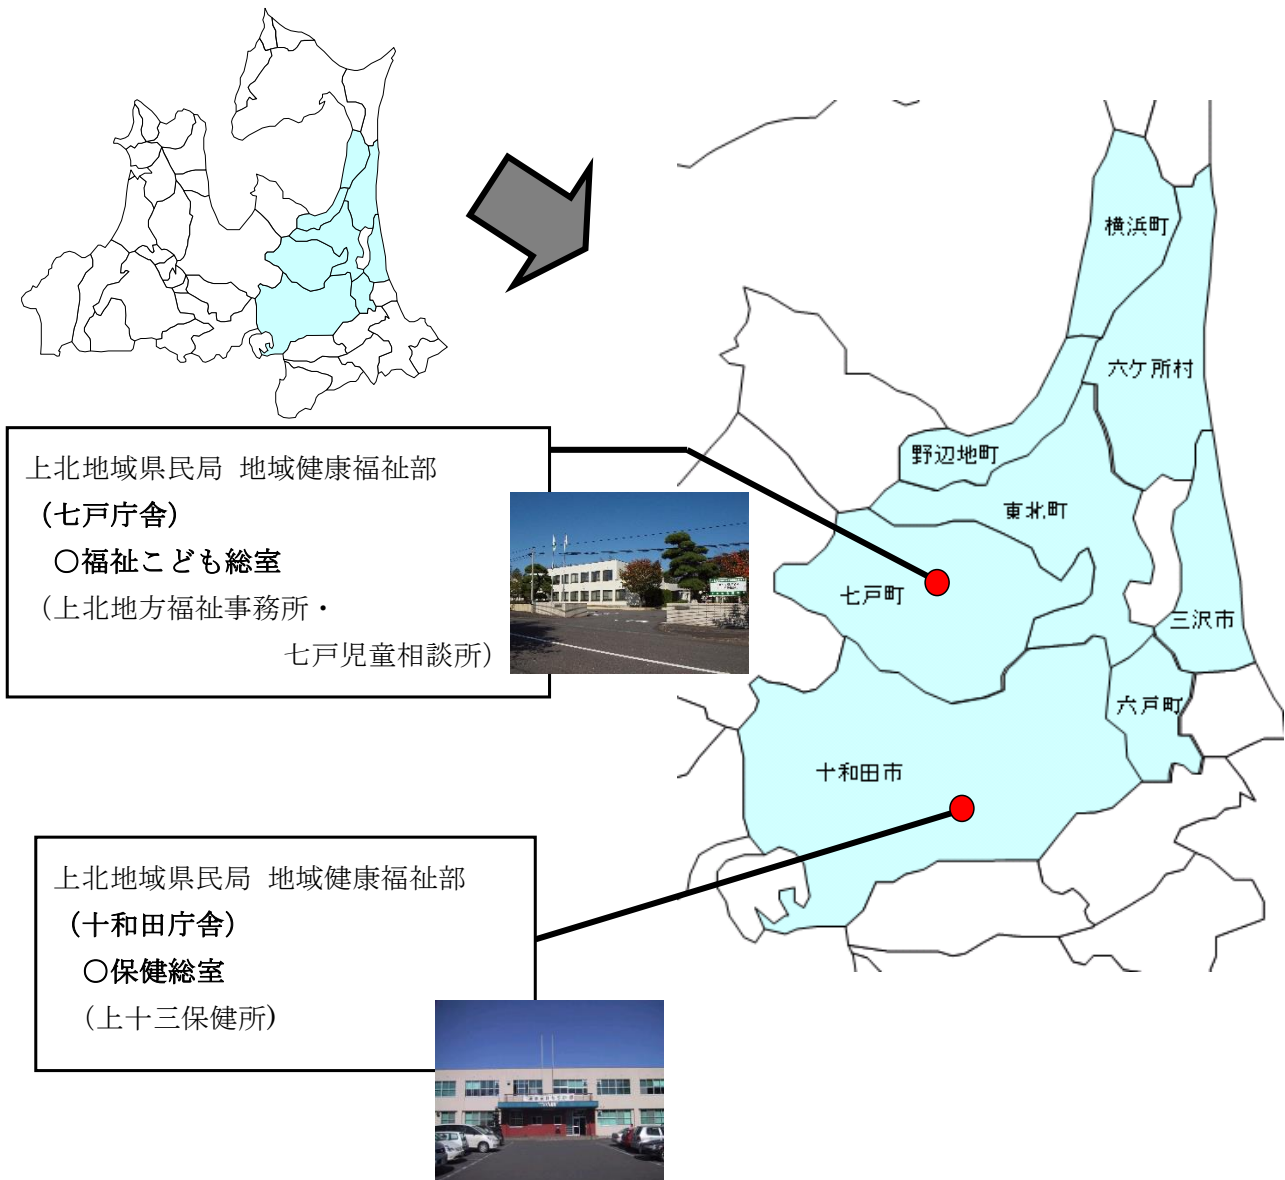 横浜町
六ケ所村
野辺地町
東北町
七戸町
三沢市
六戸町
十和田市
上北地域県民局 地域健康福祉部
(七戸庁舎)
○福祉こども総室
(上北地方福祉事務所・
七戸児童相談所)
上北地域県民局 地域健康福祉部
(十和田庁舎)
○保健総室
(上十三保健所)